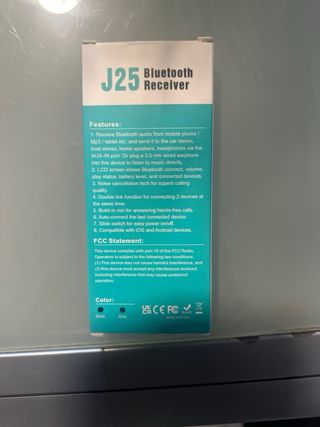 J25 Bluetooth
Receiver
Features:
1. Receive Bluetooth audio from mobile phone /
Mp3 / tablet etc. and send it to the car stereo,
boat stereo, home speakers, headphones via the
AUX-IN port. Or plug a 3.5 mm wired earphone
into this device to listen to music directly.
2. LCD screen shows Bluetooth connect, volume,
play status, battery level, and connected devices.
3. Noise cancellation tech for superb calling
quality.
4. Double link function for connecting 2 devices at
the same time.
5. Build-in mic for answering hands-free calls.
6. Auto-connect the last connected device.
7. Slide switch for easy power on/off.
8. Compatible with iOS and Android devices.
FCC Statement:
This device complies with part 15 of the FCC Rules.
Operation is subject to the following two conditions:
(1) This device may not cause harmful interference, and
(2) this device must accept any interference received,
including interference that may cause undesired
operation.
Color:
Black Grey
UK CA CE FC